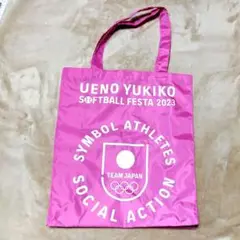 UENO YUKIKO
SOFTBALL FESTA 2023
SYMBOL ATHLETES
TEAM JAPAN
SOCIAL ACTION